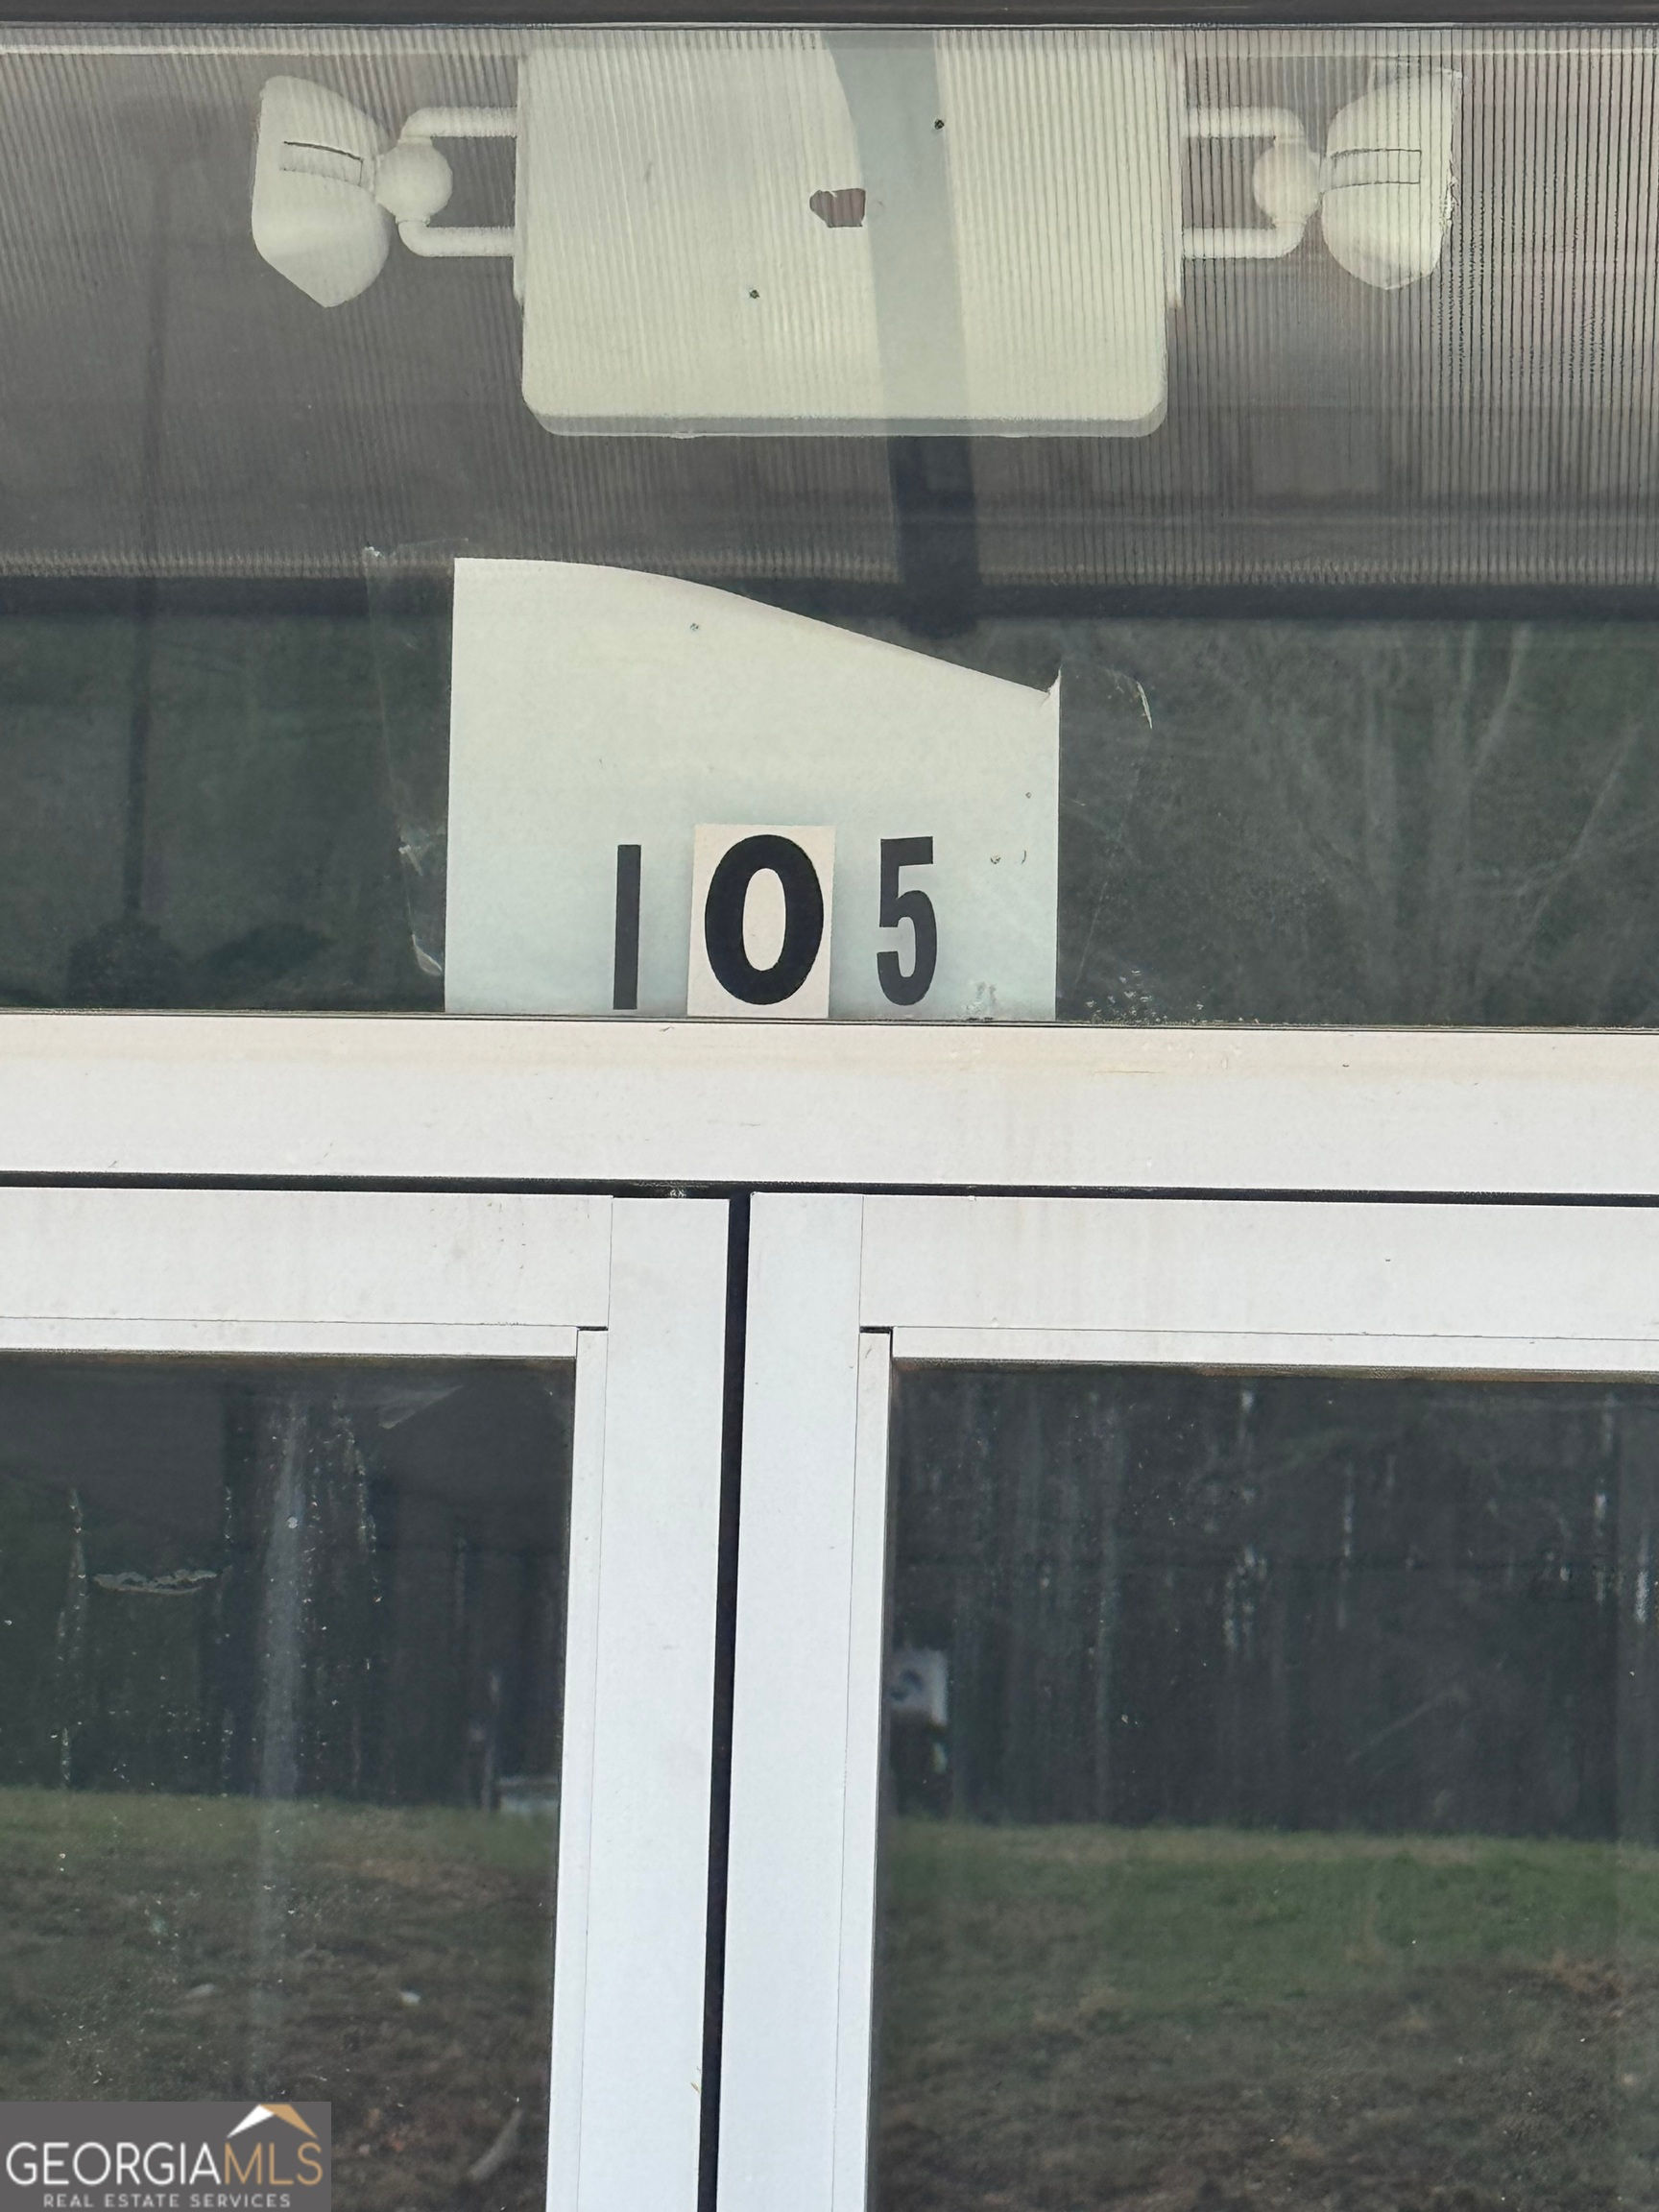 105
GEORGIAMLS
REAL ESTATE SERVICES